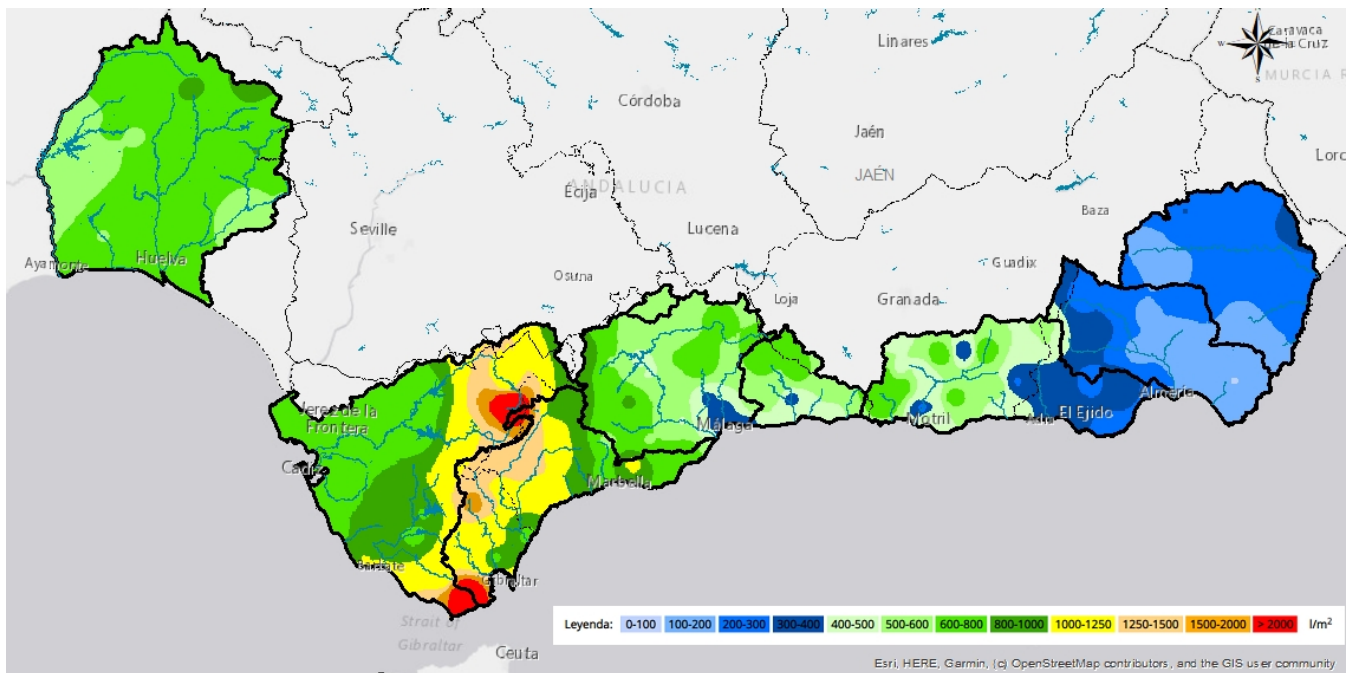 Caravaca
de la Cruz
N
W
E
S
Linares
MURCIA R
Córdoba
Jaén
JAÉN
Lorc
Écija
ANDALUCIA
Baza
Seville
Lucena
Ayamonte
Huelva
Osuna
Guadix
Loja
Granada
Jerez de la
Frontera
Almería
Málaga
Motril
Adra
El Ejido
Cadiz
Marbella
Barbate
Gibraltar
Strait of
Gibraltar
Ceuta
Leyenda: 0-100 100-200 200-300 300-400 400-500 500-600 600-800 800-1000 1000-1250 1250-1500 1500-2000 > 2000 l/m²
Esri, HERE, Garmin, (c) OpenStreetMap contributors, and the GIS user community